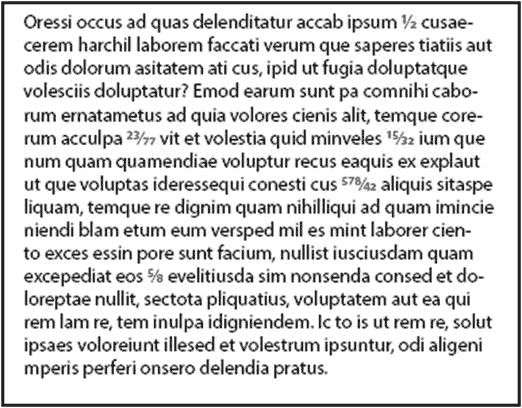 Oressi occus ad quas delenditatur accab ipsum ½ cusae-
cerem harchil laborem faccati verum que saperes tiatiis aut
odis dolorum asitatem ati cus, ipid ut fugia doluptatque
volesciis doluptatur? Emod earum sunt pa comnihi cabo-
rum ernatametus ad quia volores cienis alit, temque core-
rum acculpa 23/77 vit et volestia quid minveles 15/32 ium que
num quam quamendiae voluptur recus eaquis ex explaut
ut que voluptas ideressequi conesti cus 578/42 aliquis sitaspe
liquam, temque re dignim quam nihilliqui ad quam imincie
niendi blam etum eum versped mil es mint laborer cien-
to exces essin pore sunt facium, nullist iusciusdam quam
excepediat eos ⅝ evelitiusda sim nonsenda consed et do-
loreptae nullit, sectota pliquatius, voluptatem aut ea qui
rem lam re, tem inulpa idigniendem. Ic to is ut rem re, solut
ipsaes voloreiunt illesed et volestrum ipsuntur, odi aligeni
mperis perferi onsero delendia pratus.